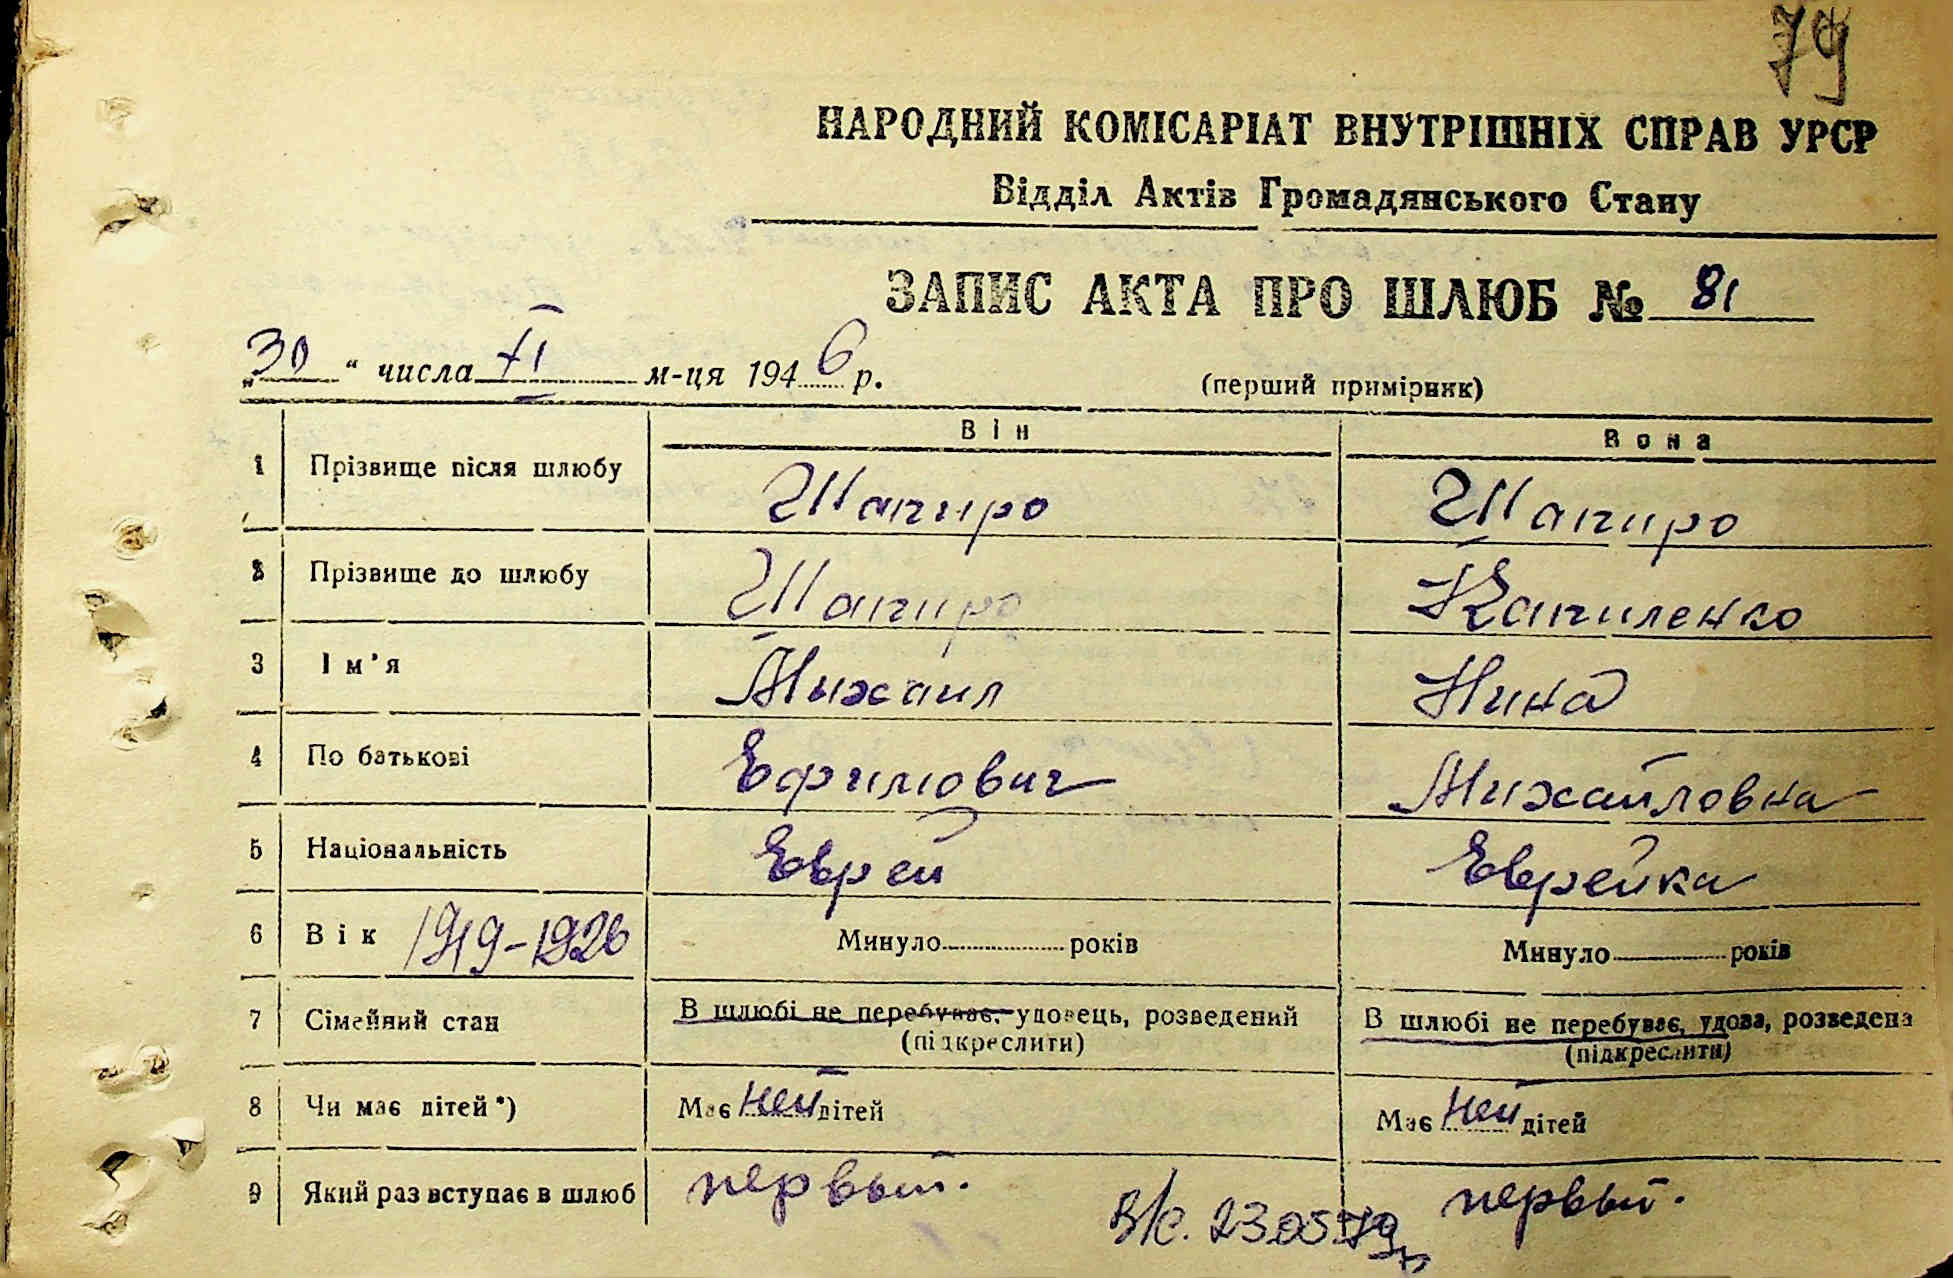 79
НАРОДНИЙ КОМІСАРІАТ ВНУТРІШНІХ СПРАВ УРСР
Відділ Актів Громадянського Стану
ЗАПИС АКТА ПРО ШЛЮБ № 81
„30“ числа VI м-ця 1946 р.
(перший примірник)
Він
Вона
1 Прізвище після шлюбу Шапиро Шапиро
2 Прізвище до шлюбу Шапиро Капиленко
3 Ім’я Михаил Нина
4 По батькові Ефимович Михайловна
5 Національність Еврей Еврейка
6 Вік 1919-1926 Минуло........ років Минуло........ років
7 Сімейний стан В шлюбі не перебуває, удовець, розведений В шлюбі не перебуває, удова, розведена
(підкреслити) (підкреслити)
8 Чи має дітей*) Має нет дітей Має нет дітей
9 Який раз вступає в шлюб первый. первый.
В/с. 23.05.79